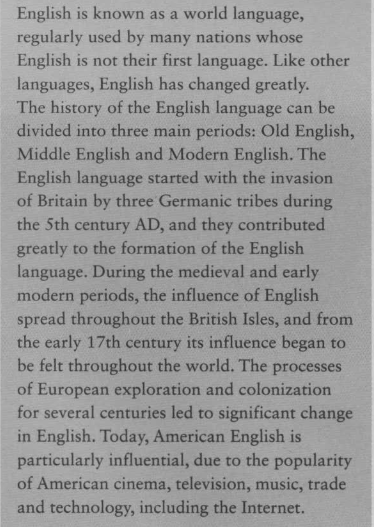 English is known as a world language,
regularly used by many nations whose
English is not their first language. Like other
languages, English has changed greatly.
The history of the English language can be
divided into three main periods: Old English,
Middle English and Modern English. The
English language started with the invasion
of Britain by three Germanic tribes during
the 5th century AD, and they contributed
greatly to the formation of the English
language. During the medieval and early
modern periods, the influence of English
spread throughout the British Isles, and from
the early 17th century its influence began to
be felt throughout the world. The processes
of European exploration and colonization
for several centuries led to significant change
in English. Today, American English is
particularly influential, due to the popularity
of American cinema, television, music, trade
and technology, including the Internet.